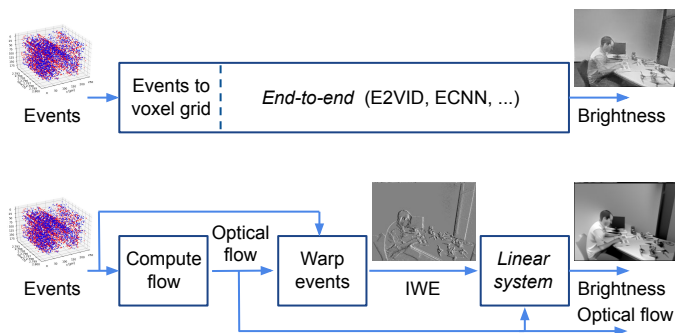 Events
Events to
voxel grid
End-to-end (E2VID, ECNN, ...)
Brightness
Events
Compute
flow
Optical
flow
Warp
events
IWE
Linear
system
Brightness
Optical flow